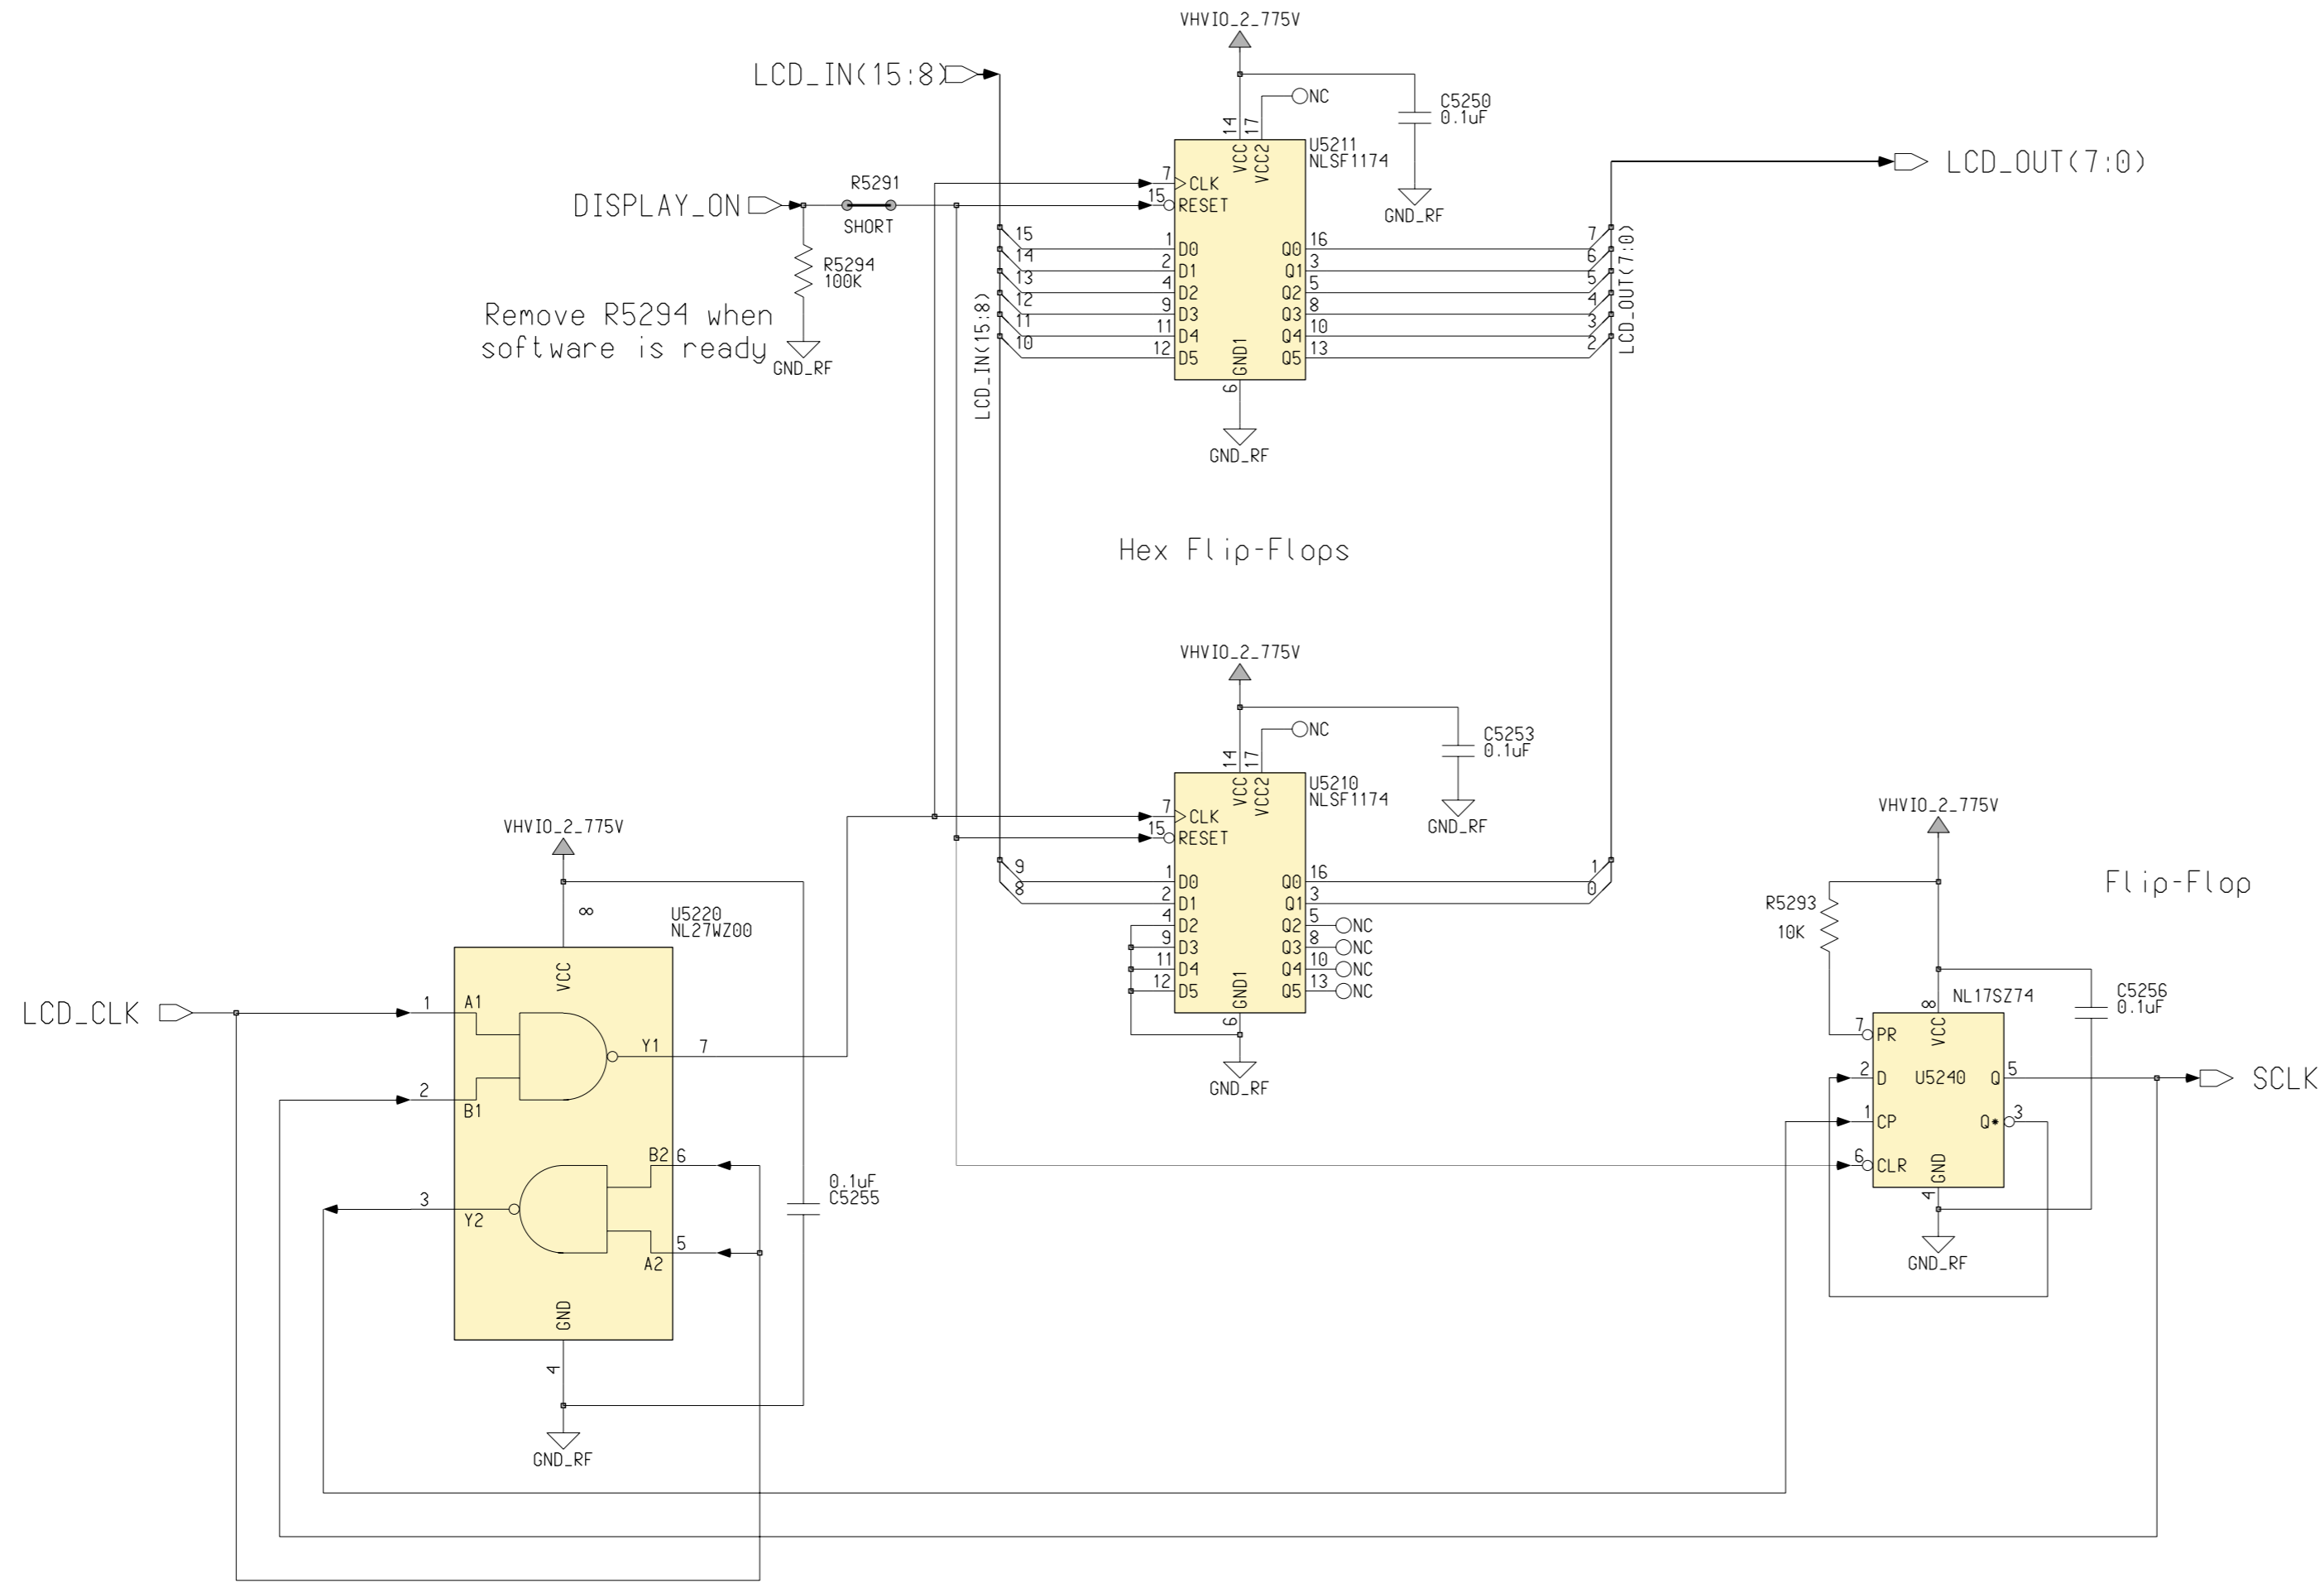 VHVIO_2_775V
LCD_IN(15:8)
NC
C5250
0.1uF
14
17
U5211
NLSF1174
VCC
VCC2
LCD_OUT(7:0)
7
CLK
R5291
DISPLAY_ON
15
RESET
SHORT
GND_RF
15
1
D0
Q0
16
7
14
2
D1
Q1
3
6
13
4
D2
Q2
5
5
12
9
D3
Q3
8
4
11
11
D4
Q4
10
3
10
12
D5
Q5
13
2
LCD_IN(15:8)
LCD_OUT(7:0)
R5294
100K
Remove R5294 when
software is ready
GND_RF
GND1
6
GND_RF
Hex Flip-Flops
VHVIO_2_775V
NC
C5253
0.1uF
14
17
U5210
NLSF1174
VCC
VCC2
7
CLK
15
RESET
GND_RF
9
1
D0
Q0
16
1
8
2
D1
Q1
3
0
4
D2
Q2
5
NC
9
D3
Q3
8
NC
11
D4
Q4
10
NC
12
D5
Q5
13
NC
GND1
6
GND_RF
VHVIO_2_775V
8
U5220
NL27WZ00
VCC
LCD_CLK
1
A1
Y1
7
2
B1
B2
6
3
Y2
5
A2
0.1uF
C5255
GND
4
GND_RF
VHVIO_2_775V
Flip-Flop
R5293
10K
8
NL17SZ74
C5256
0.1uF
7
PR
VCC
2
D
U5240
Q
5
SCLK
1
CP
Q*
3
6
CLR
GND
4
GND_RF